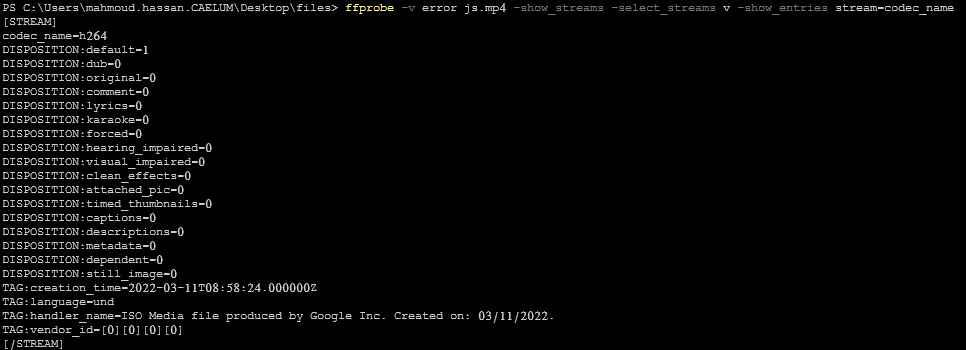 PS C:\Users\mahmoud.hassan.CAELUM\Desktop\files> ffprobe -v error js.mp4 -show_streams -select_streams v -show_entries stream=codec_name
[STREAM]
codec_name=h264
DISPOSITION:default=1
DISPOSITION:dub=0
DISPOSITION:original=0
DISPOSITION:comment=0
DISPOSITION:lyrics=0
DISPOSITION:karaoke=0
DISPOSITION:forced=0
DISPOSITION:hearing_impaired=0
DISPOSITION:visual_impaired=0
DISPOSITION:clean_effects=0
DISPOSITION:attached_pic=0
DISPOSITION:timed_thumbnails=0
DISPOSITION:captions=0
DISPOSITION:descriptions=0
DISPOSITION:metadata=0
DISPOSITION:dependent=0
DISPOSITION:still_image=0
TAG:creation_time=2022-03-11T08:58:24.000000Z
TAG:language=und
TAG:handler_name=ISO Media file produced by Google Inc. Created on: 03/11/2022.
TAG:vendor_id=[0][0][0][0]
[/STREAM]